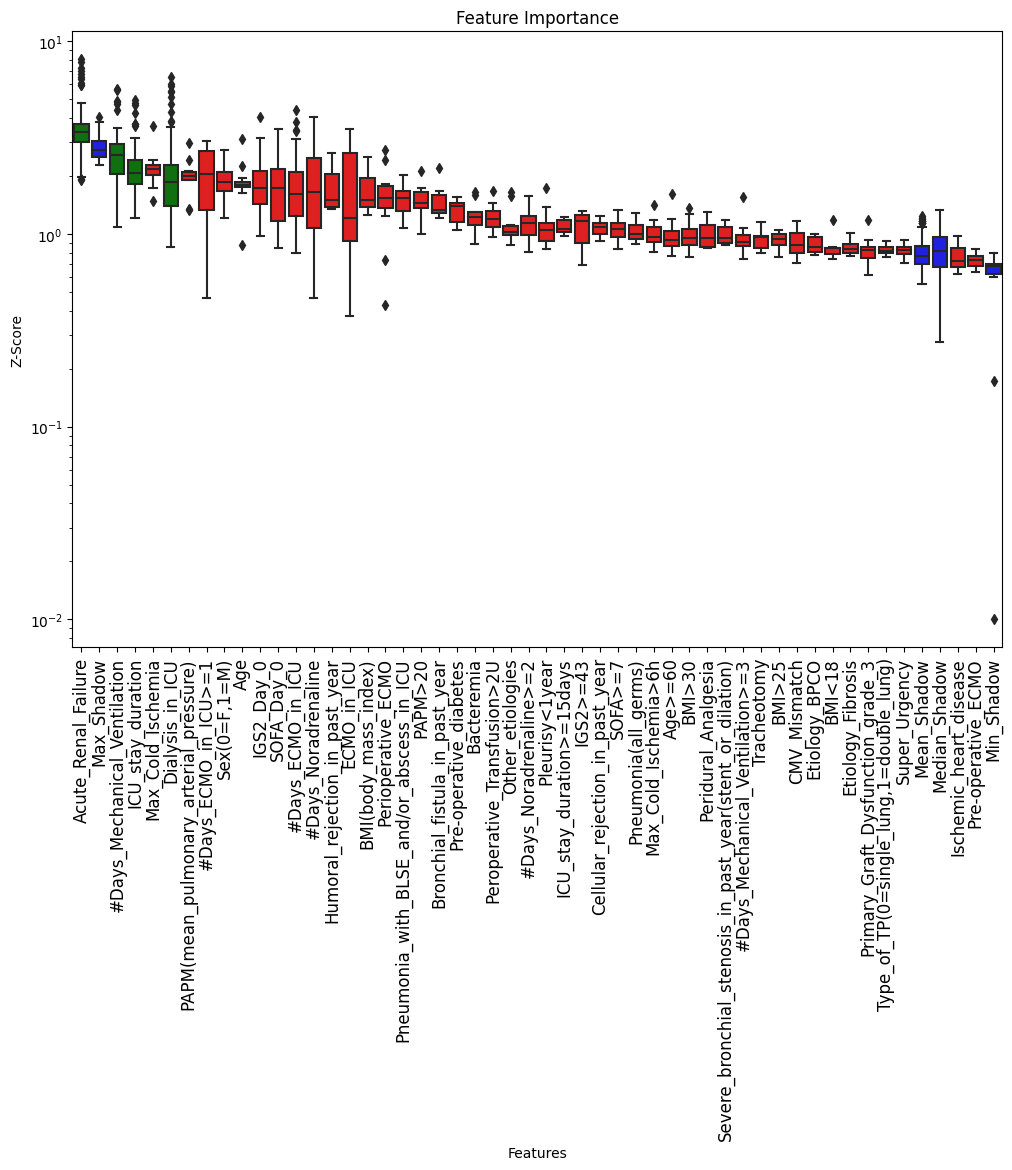 Feature Importance
10^1
10^0
10^-1
10^-2
Z-Score
Acute_Renal_Failure
Max_Shadow
#Days_Mechanical_Ventilation
ICU_stay_duration
Max_Cold_Ischemia
Dialysis_in_ICU
PAPM(mean_pulmonary_arterial_pressure)
#Days_ECMO_in_ICU>=1
Sex(0=F,1=M)
Age
IGS2_Day_0
SOFA_Day_0
#Days_ECMO_in_ICU
#Days_Noradrenaline
Humoral_rejection_in_past_year
ECMO_in_ICU
BMI(body_mass_index)
Perioperative_ECMO
Pneumonia_with_BLSE_and/or_abscess_in_ICU
PAPM>20
Bronchial_fistula_in_past_year
Pre-operative_diabetes
Bacteremia
Peroperative_Transfusion>2U
Other_etiologies
#Days_Noradrenaline>=2
Pleurisy<1year
ICU_stay_duration>=15days
IGS2>=43
Cellular_rejection_in_past_year
SOFA>=7
Pneumonia(all_germs)
Max_Cold_Ischemia>6h
Age>=60
BMI>30
Peridural_Analgesia
Severe_bronchial_stenosis_in_past_year(stent_or_dilation)
#Days_Mechanical_Ventilation>=3
Tracheotomy
BMI>25
CMV_Mismatch
Etiology_BPCO
BMI<18
Etiology_Fibrosis
Primary_Graft_Dysfunction_grade_3
Type_of_TP(0=single_lung,1=double_lung)
Super_Urgency
Mean_Shadow
Median_Shadow
Ischemic_heart_disease
Pre-operative_ECMO
Min_Shadow
Features